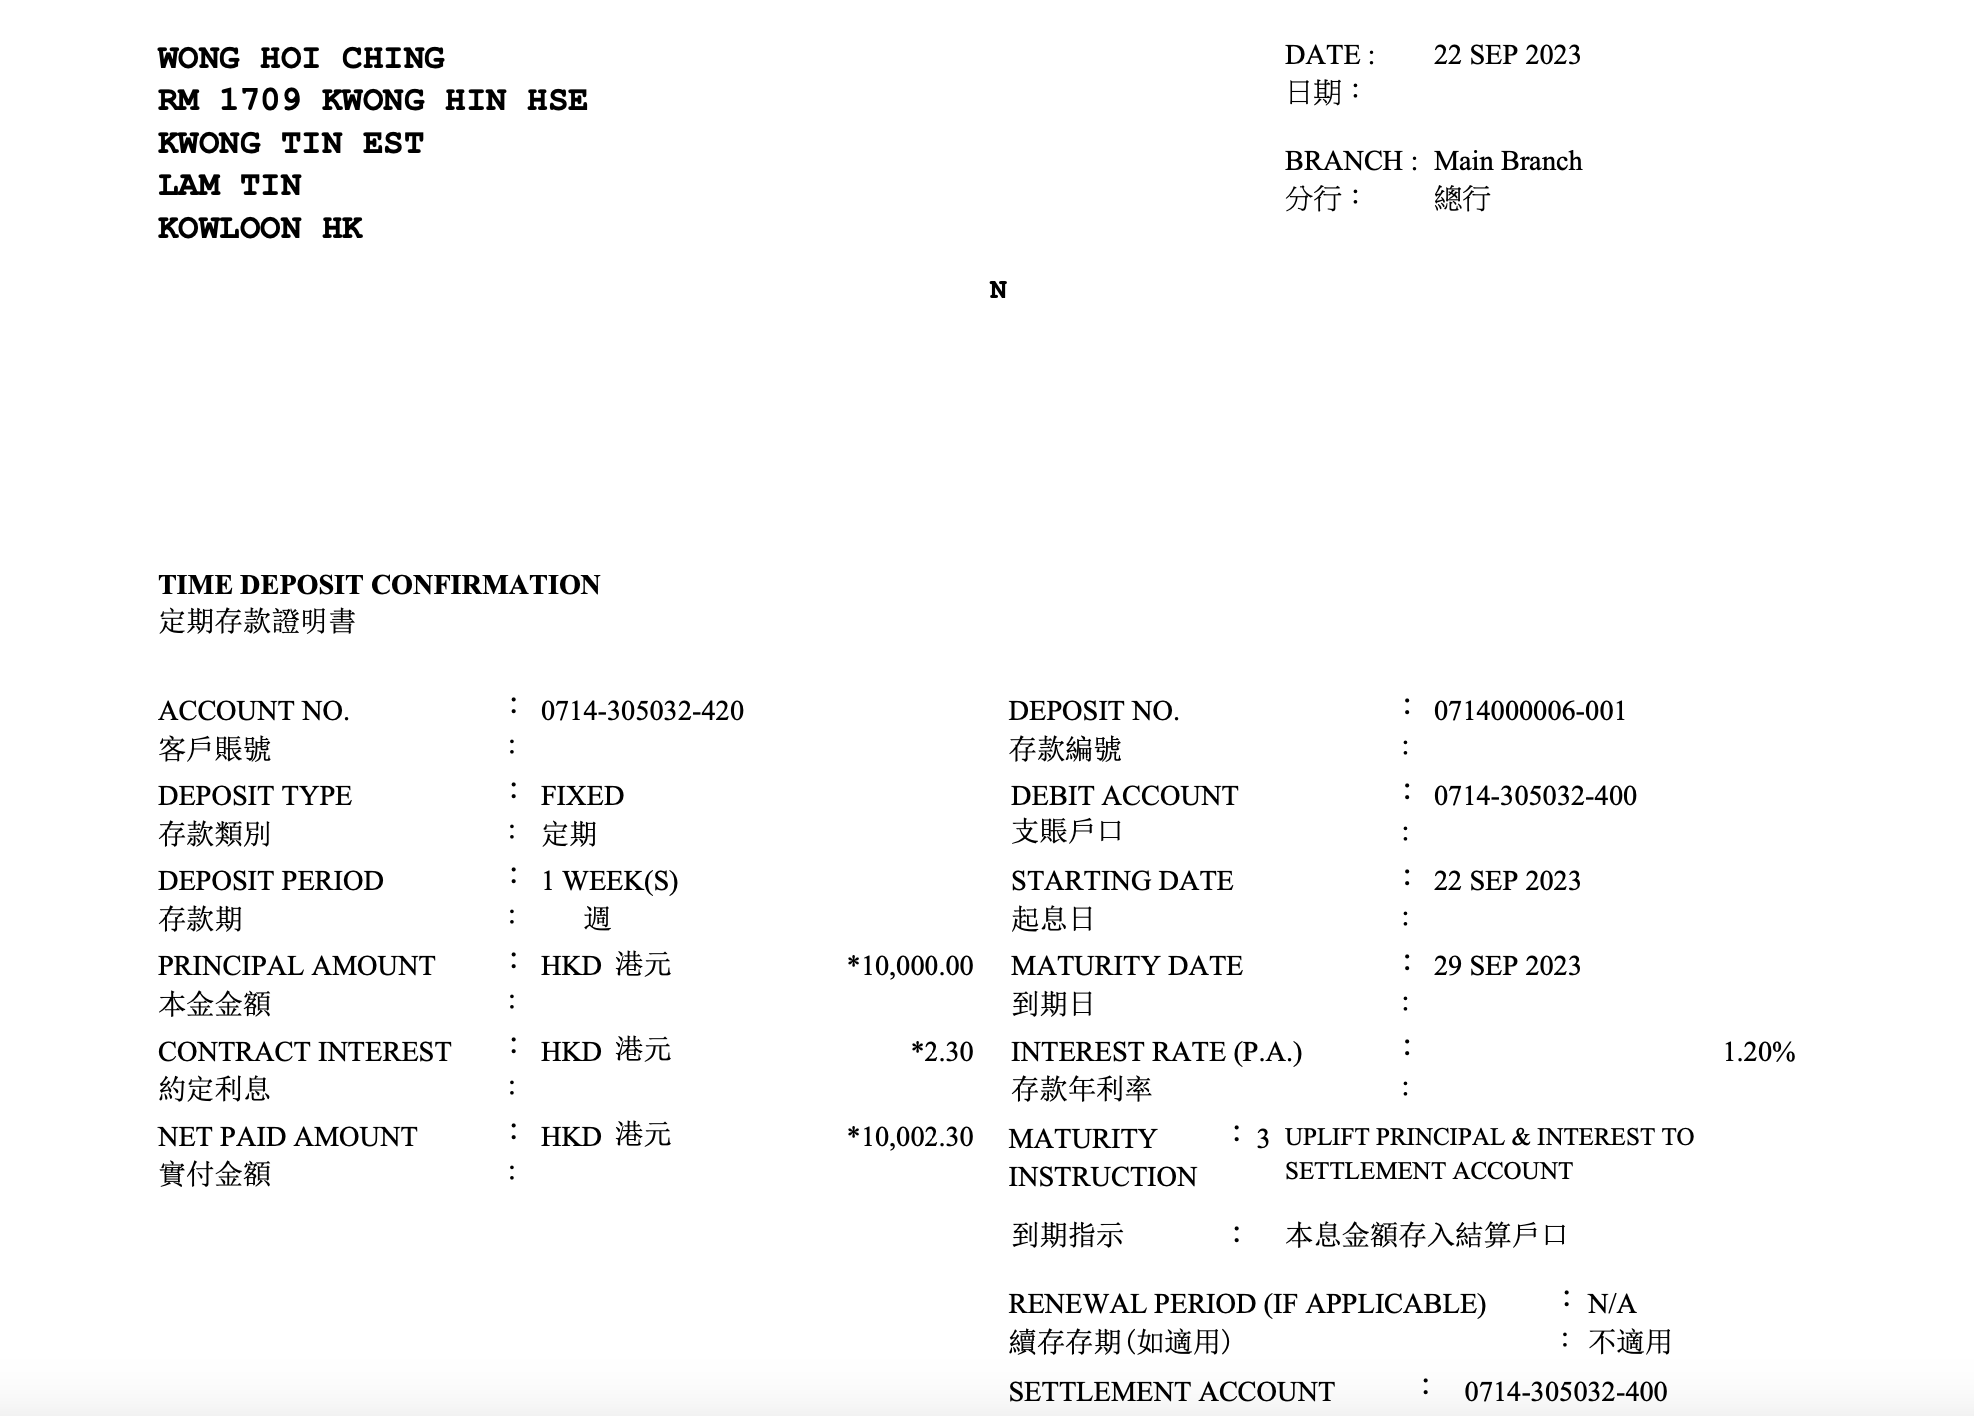 WONG HOI CHING
RM 1709 KWONG HIN HSE
KWONG TIN EST
LAM TIN
KOWLOON HK
DATE : 22 SEP 2023
日期：
BRANCH : Main Branch
分行： 總行
N
TIME DEPOSIT CONFIRMATION
定期存款證明書
ACCOUNT NO. : 0714-305032-420
客戶賬號 :
DEPOSIT TYPE : FIXED
存款類別 : 定期
DEPOSIT PERIOD : 1 WEEK(S)
存款期 : 週
PRINCIPAL AMOUNT : HKD 港元 *10,000.00
本金金額 :
CONTRACT INTEREST : HKD 港元 *2.30
約定利息 :
NET PAID AMOUNT : HKD 港元 *10,002.30
實付金額 :
DEPOSIT NO. : 0714000006-001
存款編號 :
DEBIT ACCOUNT : 0714-305032-400
支賬戶口 :
STARTING DATE : 22 SEP 2023
起息日 :
MATURITY DATE : 29 SEP 2023
到期日 :
INTEREST RATE (P.A.) : 1.20%
存款年利率 :
MATURITY : 3 UPLIFT PRINCIPAL & INTEREST TO
INSTRUCTION SETTLEMENT ACCOUNT
到期指示 : 本息金額存入結算戶口
RENEWAL PERIOD (IF APPLICABLE) : N/A
續存存期(如適用) : 不適用
SETTLEMENT ACCOUNT : 0714-305032-400